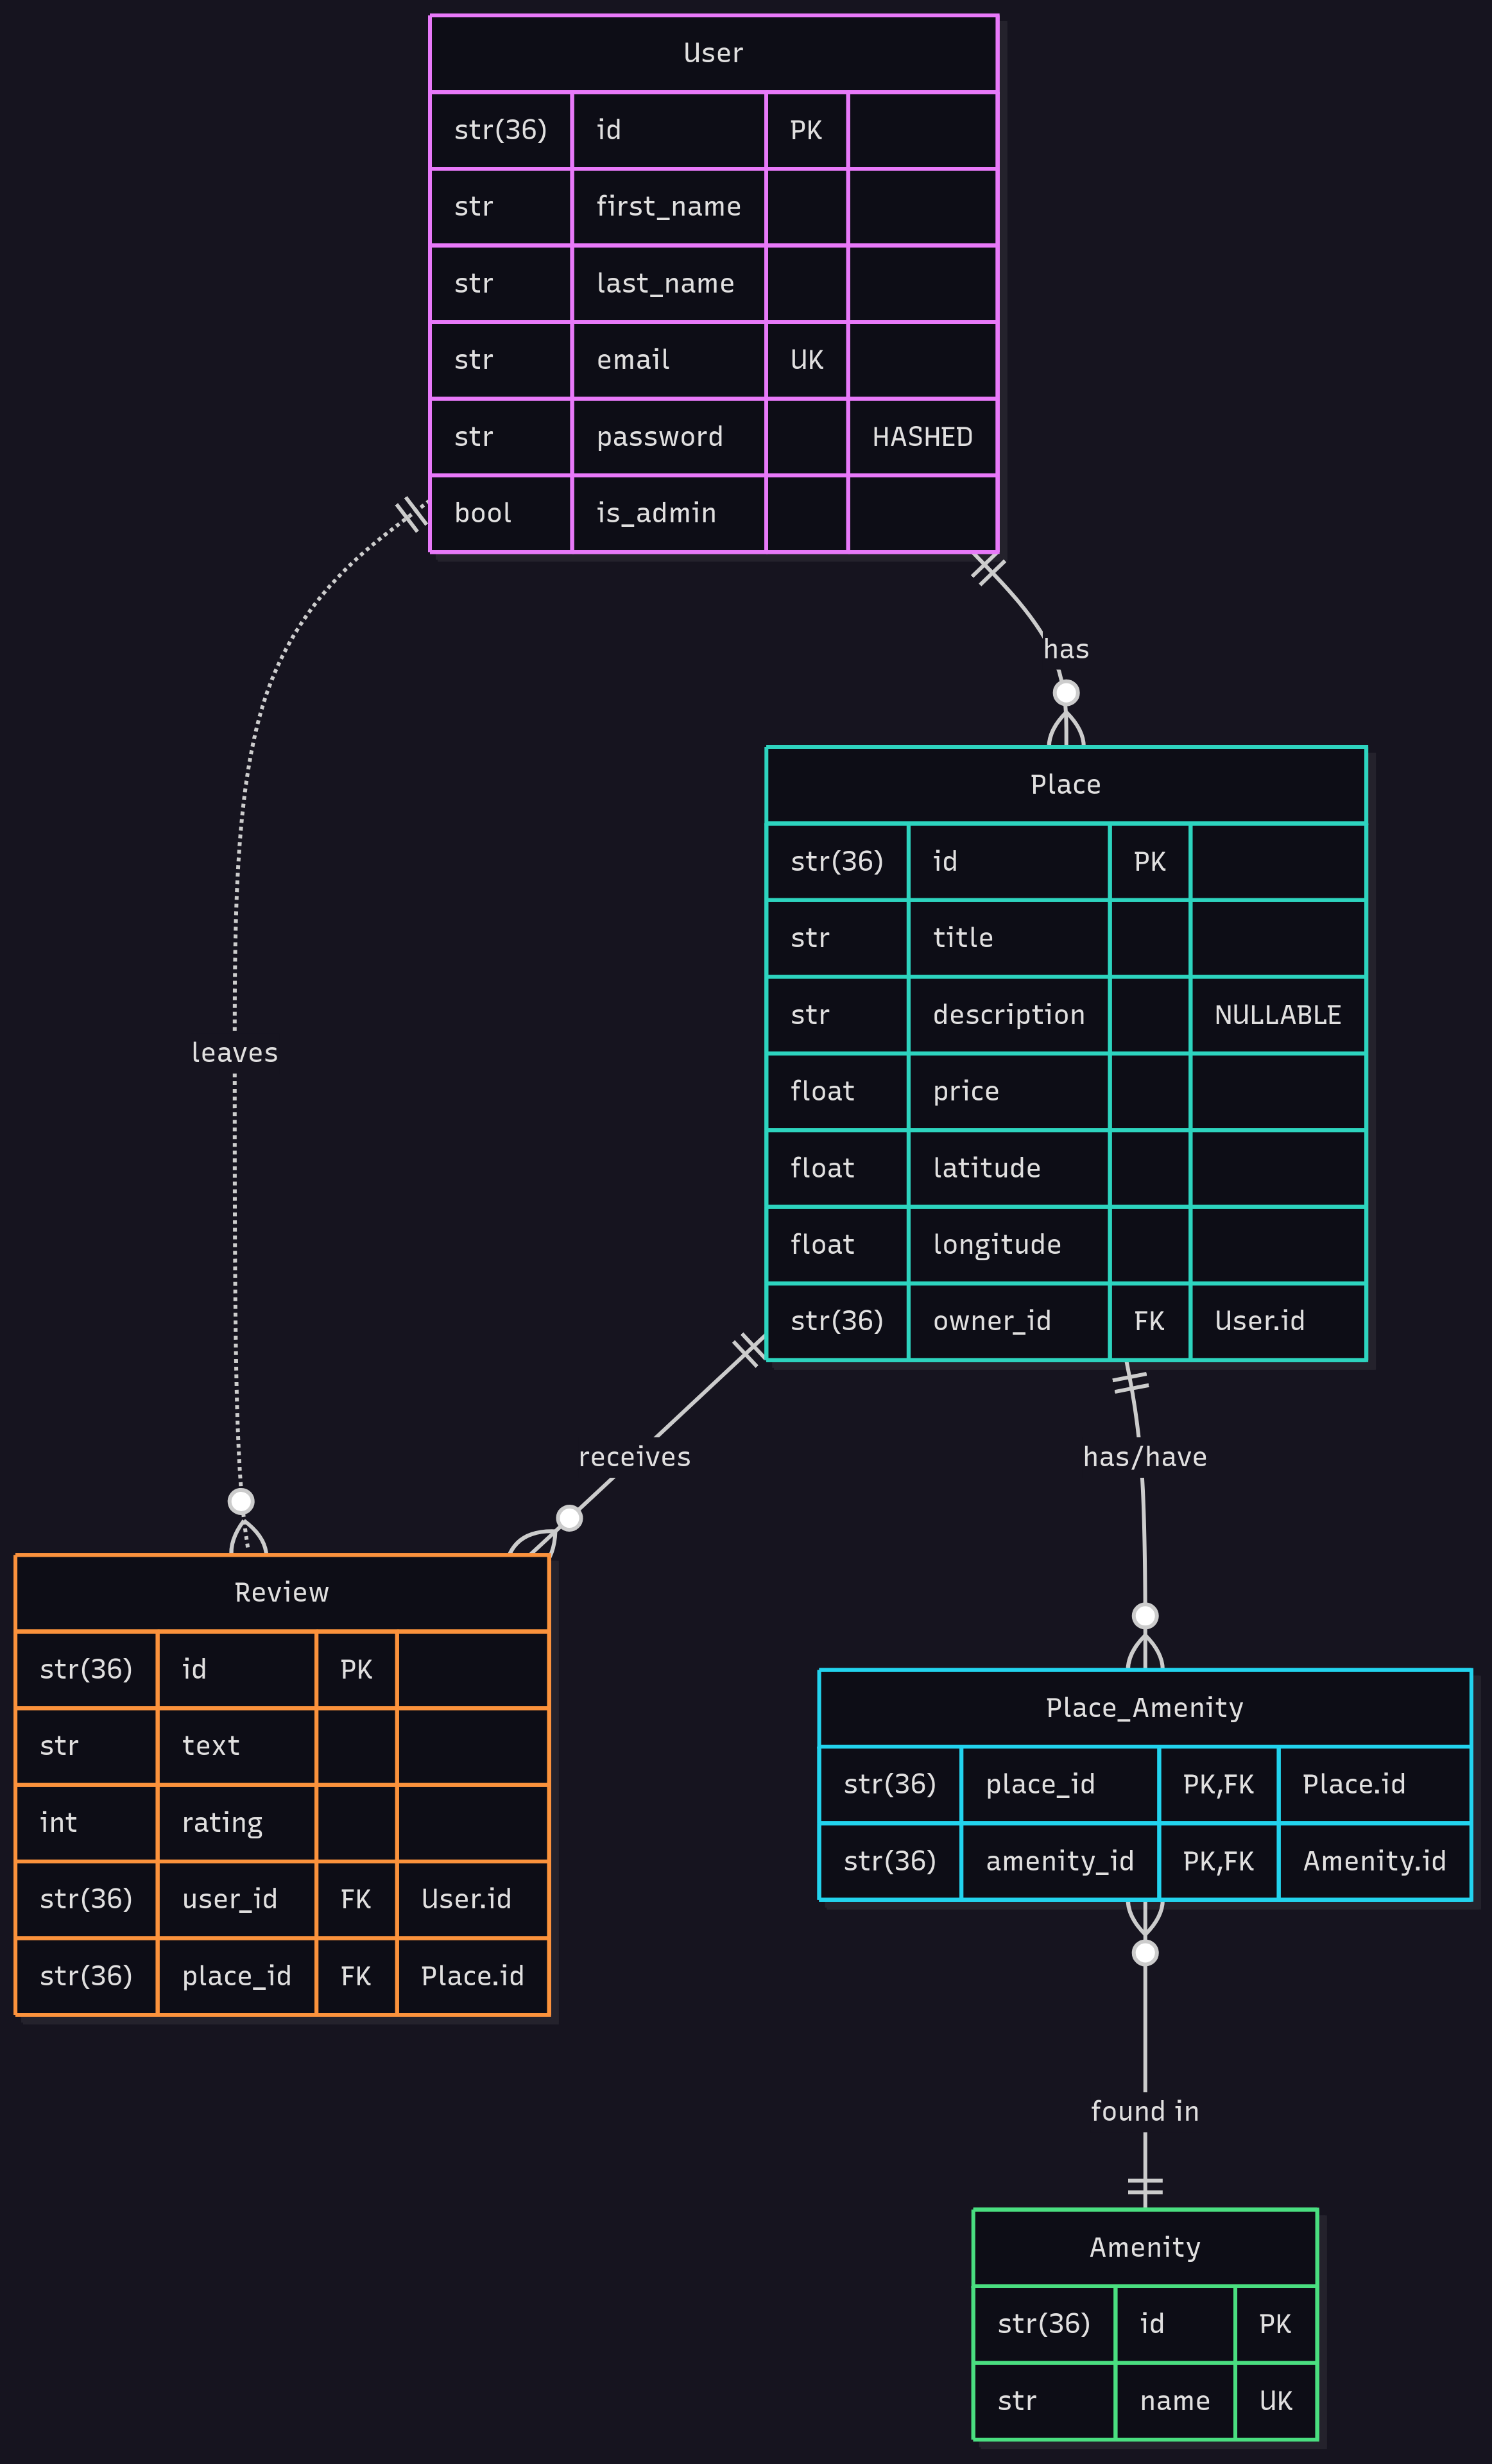 User
str(36) id PK
str first_name
str last_name
str email UK
str password HASHED
bool is_admin
has
Place
str(36) id PK
str title
str description NULLABLE
float price
float latitude
float longitude
str(36) owner_id FK User.id
leaves
receives
has/have
Review
str(36) id PK
str text
int rating
str(36) user_id FK User.id
str(36) place_id FK Place.id
Place_Amenity
str(36) place_id PK,FK Place.id
str(36) amenity_id PK,FK Amenity.id
found in
Amenity
str(36) id PK
str name UK